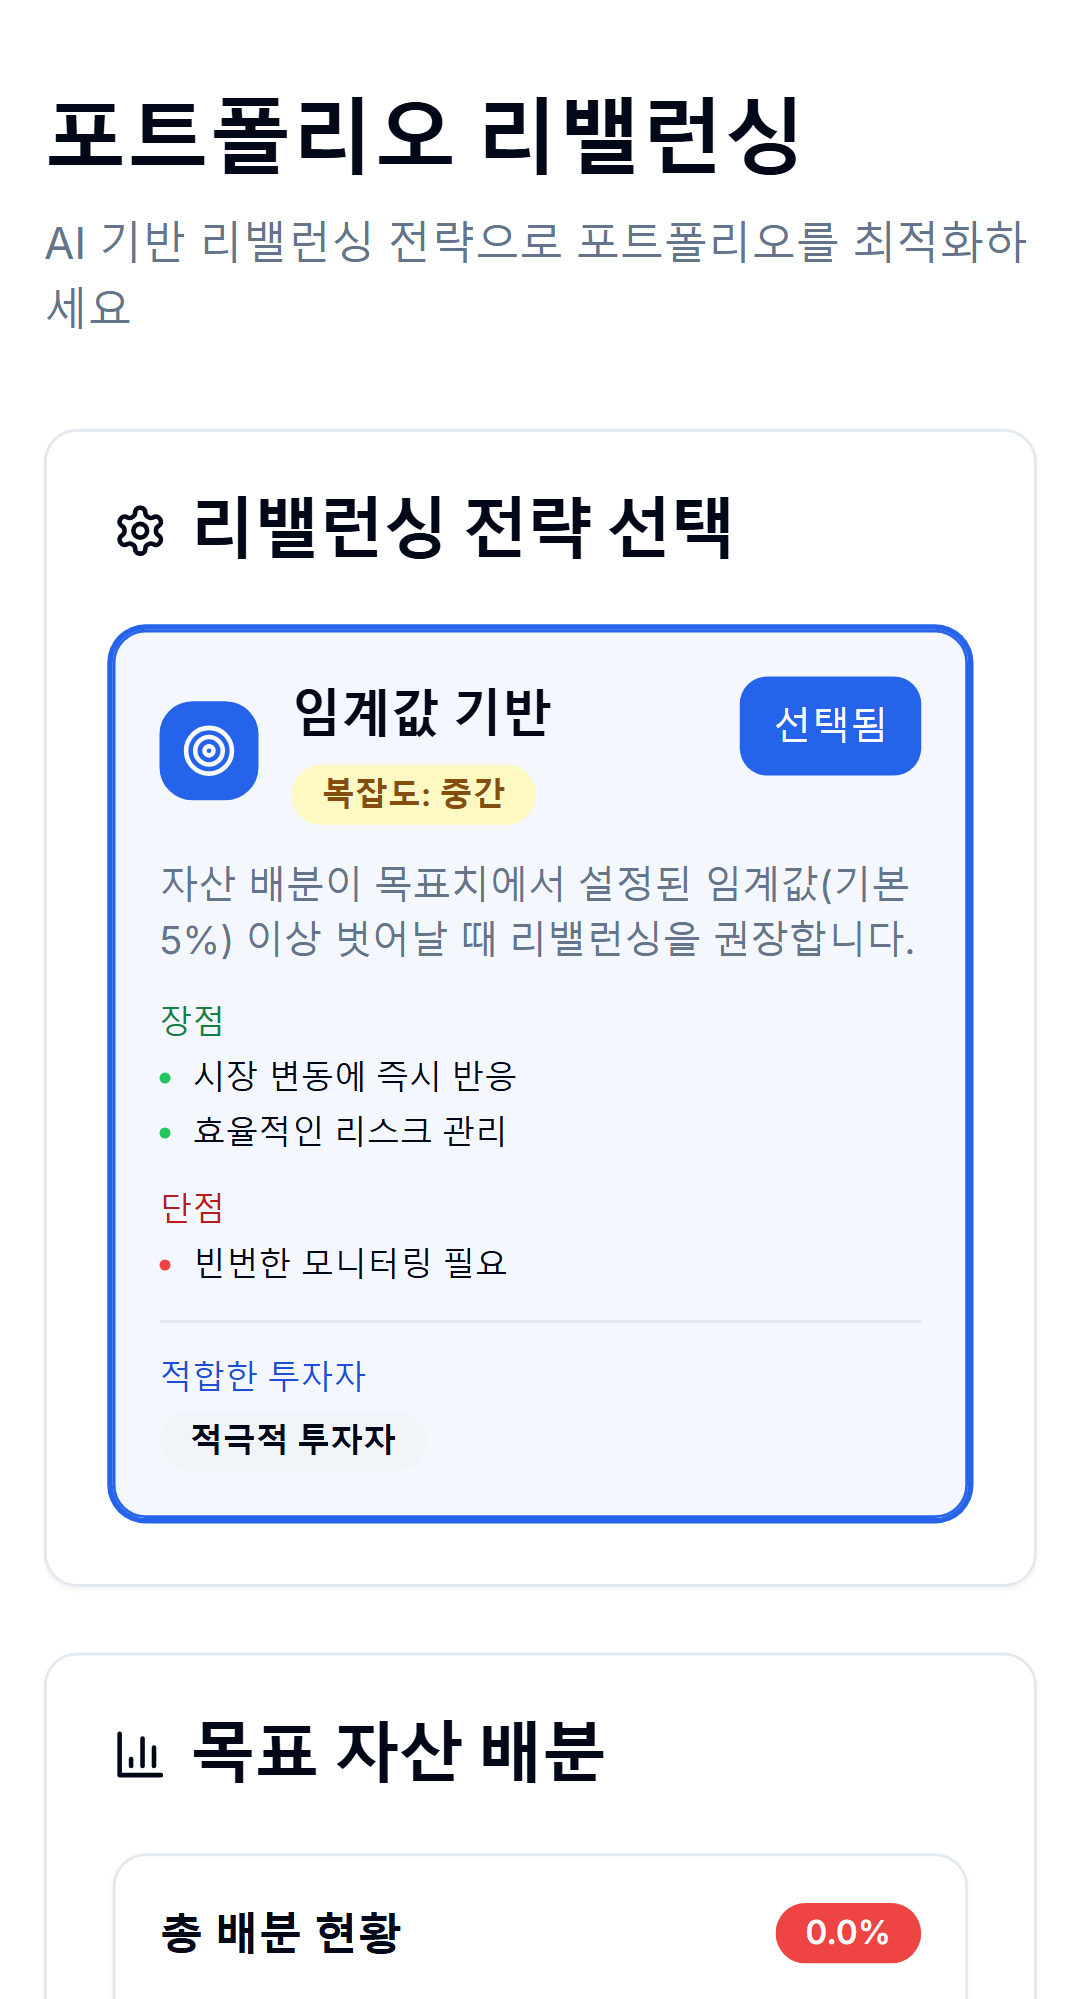 포트폴리오 리밸런싱
AI 기반 리밸런싱 전략으로 포트폴리오를 최적화하
세요
리밸런싱 전략 선택
임계값 기반
선택됨
복잡도: 중간
자산 배분이 목표치에서 설정된 임계값(기본
5%) 이상 벗어날 때 리밸런싱을 권장합니다.
장점
시장 변동에 즉시 반응
효율적인 리스크 관리
단점
빈번한 모니터링 필요
적합한 투자자
적극적 투자자
목표 자산 배분
총 배분 현황
0.0%